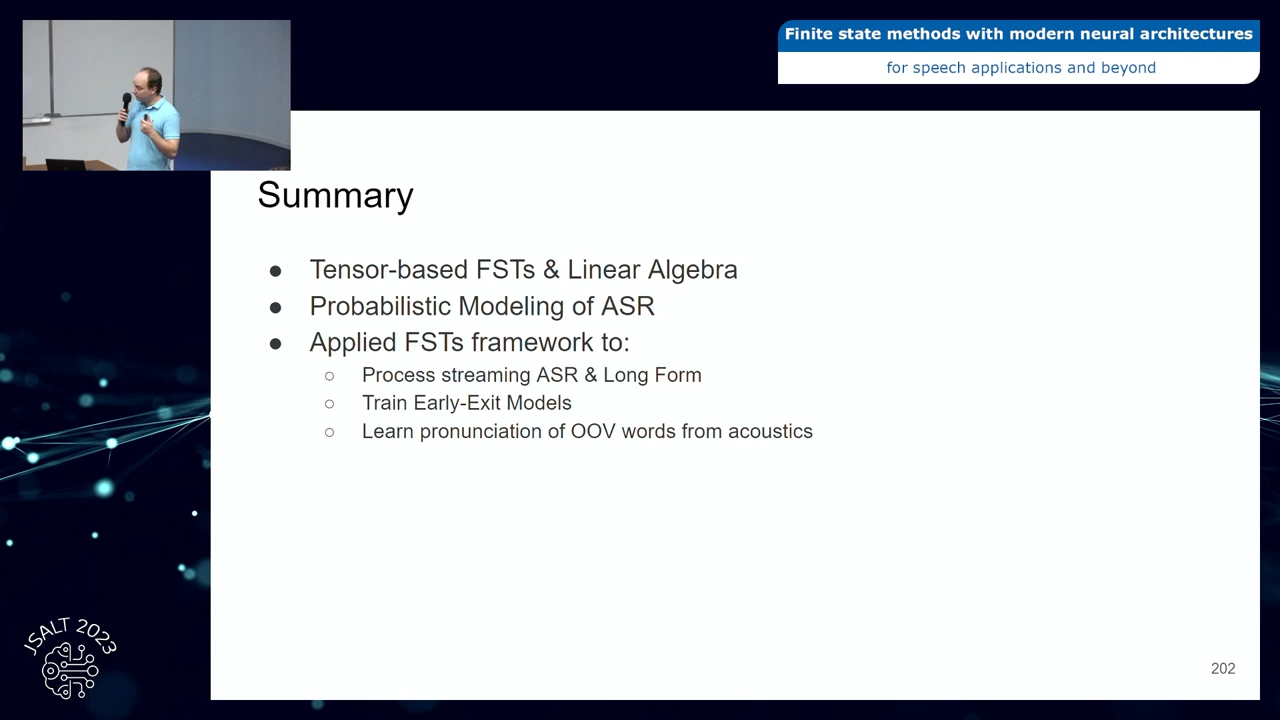 Finite state methods with modern neural architectures
for speech applications and beyond
Summary
● Tensor-based FSTs & Linear Algebra
● Probabilistic Modeling of ASR
● Applied FSTs framework to:
○ Process streaming ASR & Long Form
○ Train Early-Exit Models
○ Learn pronunciation of OOV words from acoustics
JSALT 2023
202